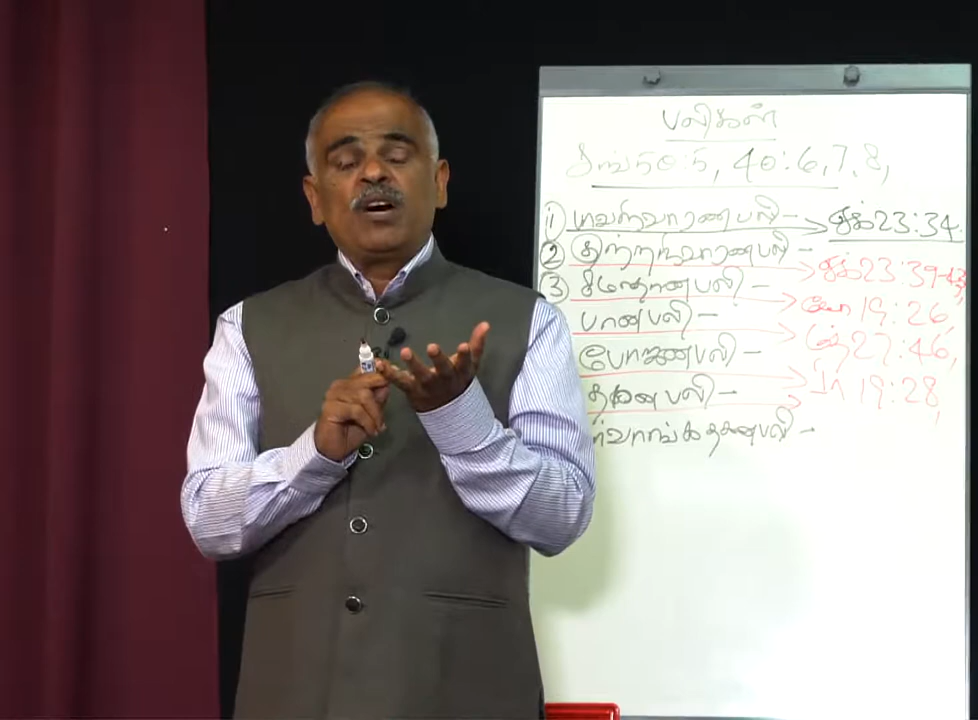 பலிகள்
சங்50:5, 40:6,7,8,
① பாவநிவாரணபலி- லூக்23:34.
② குற்றநிவாரணபலி- லூக்23:39-43
③ சமாதானபலி- யோ 19:26,
பானபலி- மத் 27:46,
போஜனபலி- யோ 19:28,
தகனபலி-
சர்வாங்கதகனபலி-